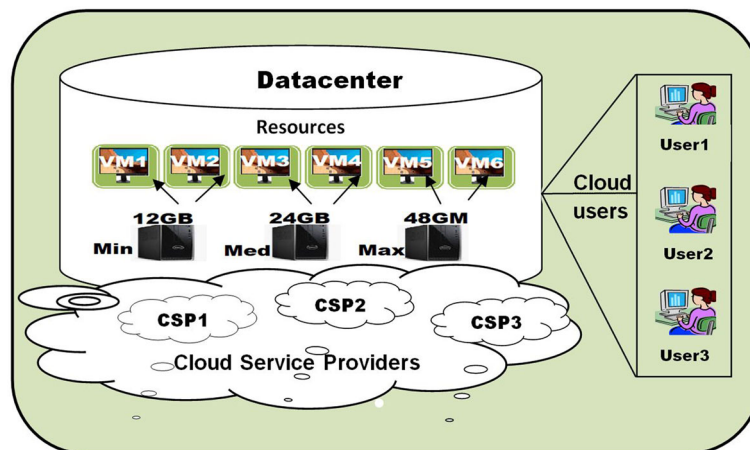 Datacenter
Resources
VM1 VM2 VM3 VM4 VM5 VM6
12GB 24GB 48GM
Min Med Max
CSP1 CSP2 CSP3
Cloud Service Providers
Cloud
users
User1
User2
User3